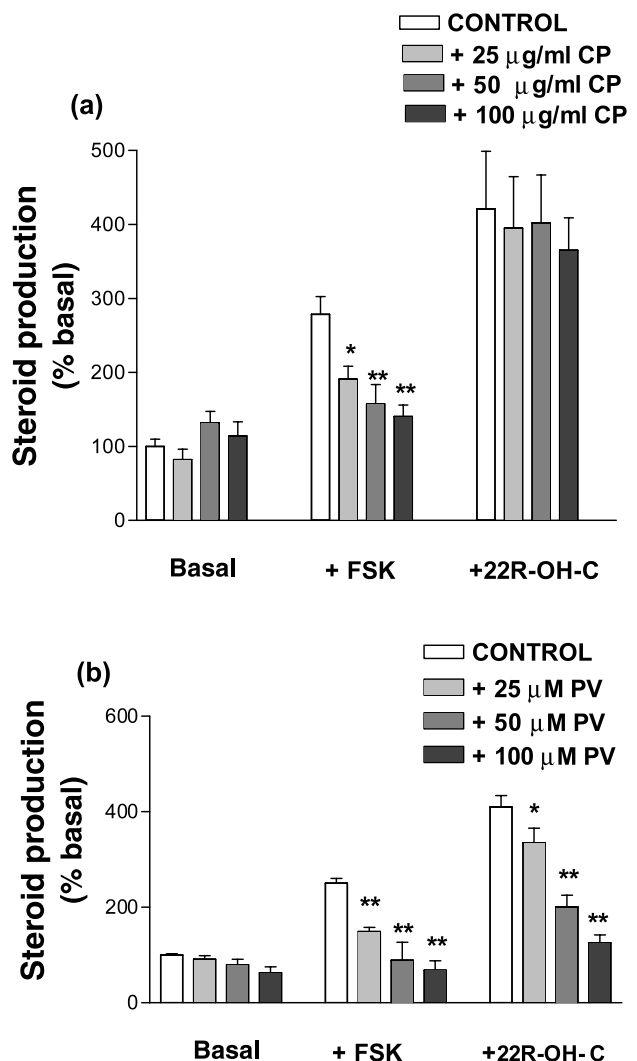 CONTROL
+ 25 μg/ml CP
+ 50 μg/ml CP
+ 100 μg/ml CP
(a)
Steroid production
(% basal)
500
400
300
200
100
0
*
**
**
Basal
+ FSK
+22R-OH-C
(b)
CONTROL
+ 25 μM PV
+ 50 μM PV
+ 100 μM PV
Steroid production
(% basal)
600
400
200
0
**
**
**
*
**
**
Basal
+ FSK
+22R-OH-C